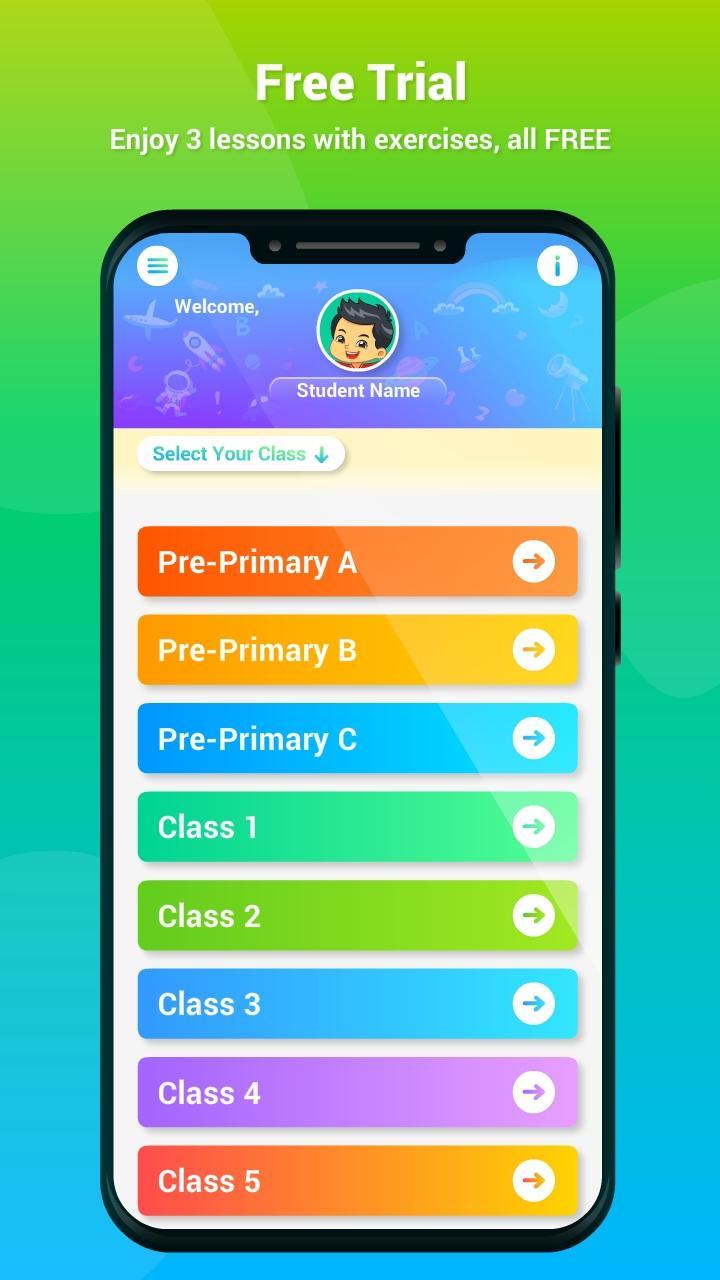 Free Trial
Enjoy 3 lessons with exercises, all FREE
Welcome,
Student Name
Select Your Class
Pre-Primary A
Pre-Primary B
Pre-Primary C
Class 1
Class 2
Class 3
Class 4
Class 5